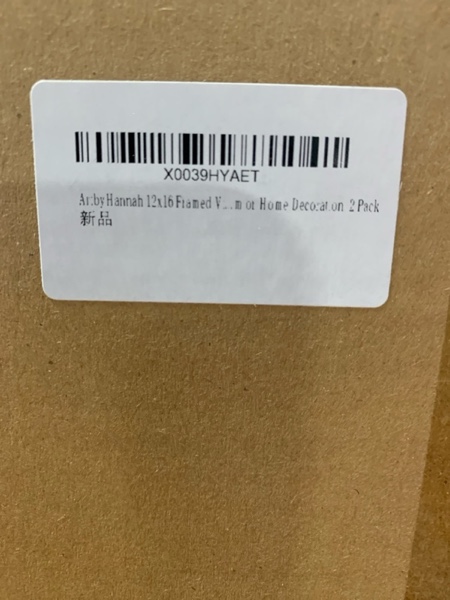 X0039HYAET
ArtbyHannah 12x16 Framed V...m or Home Decoration, 2 Pack
新品